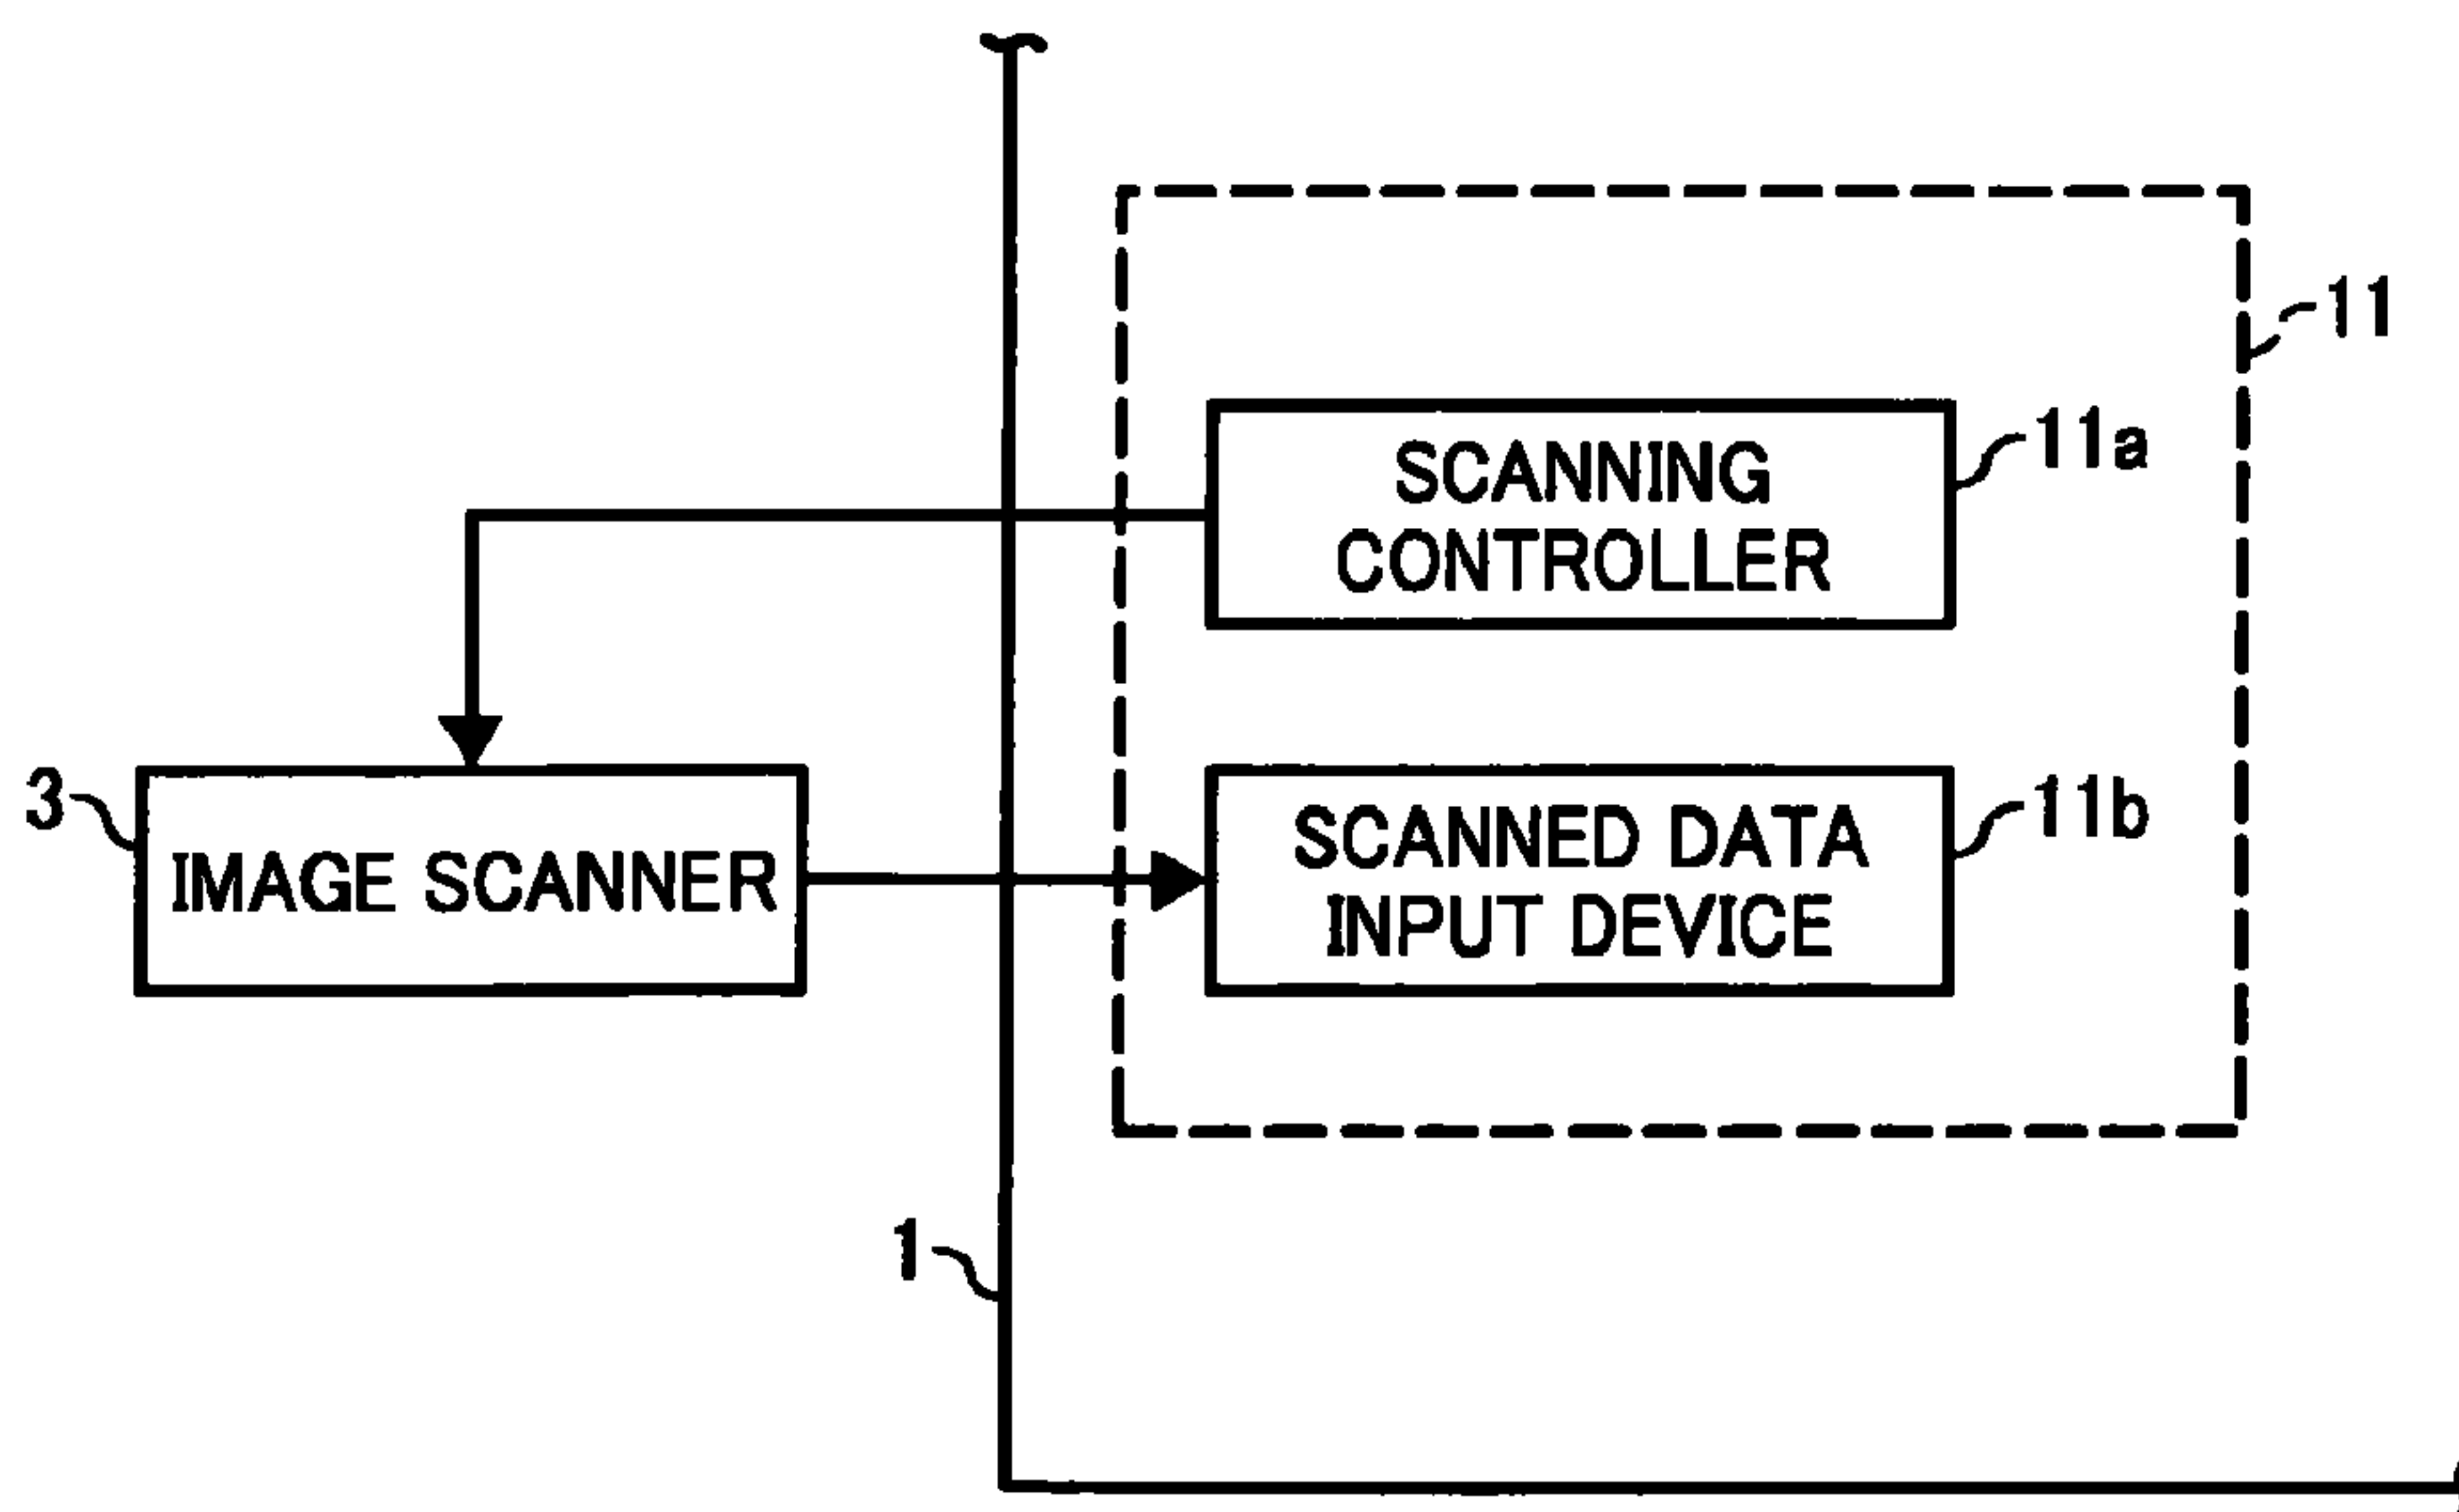 11
11a
SCANNING
CONTROLLER
3
IMAGE SCANNER
11b
SCANNED DATA
INPUT DEVICE
1